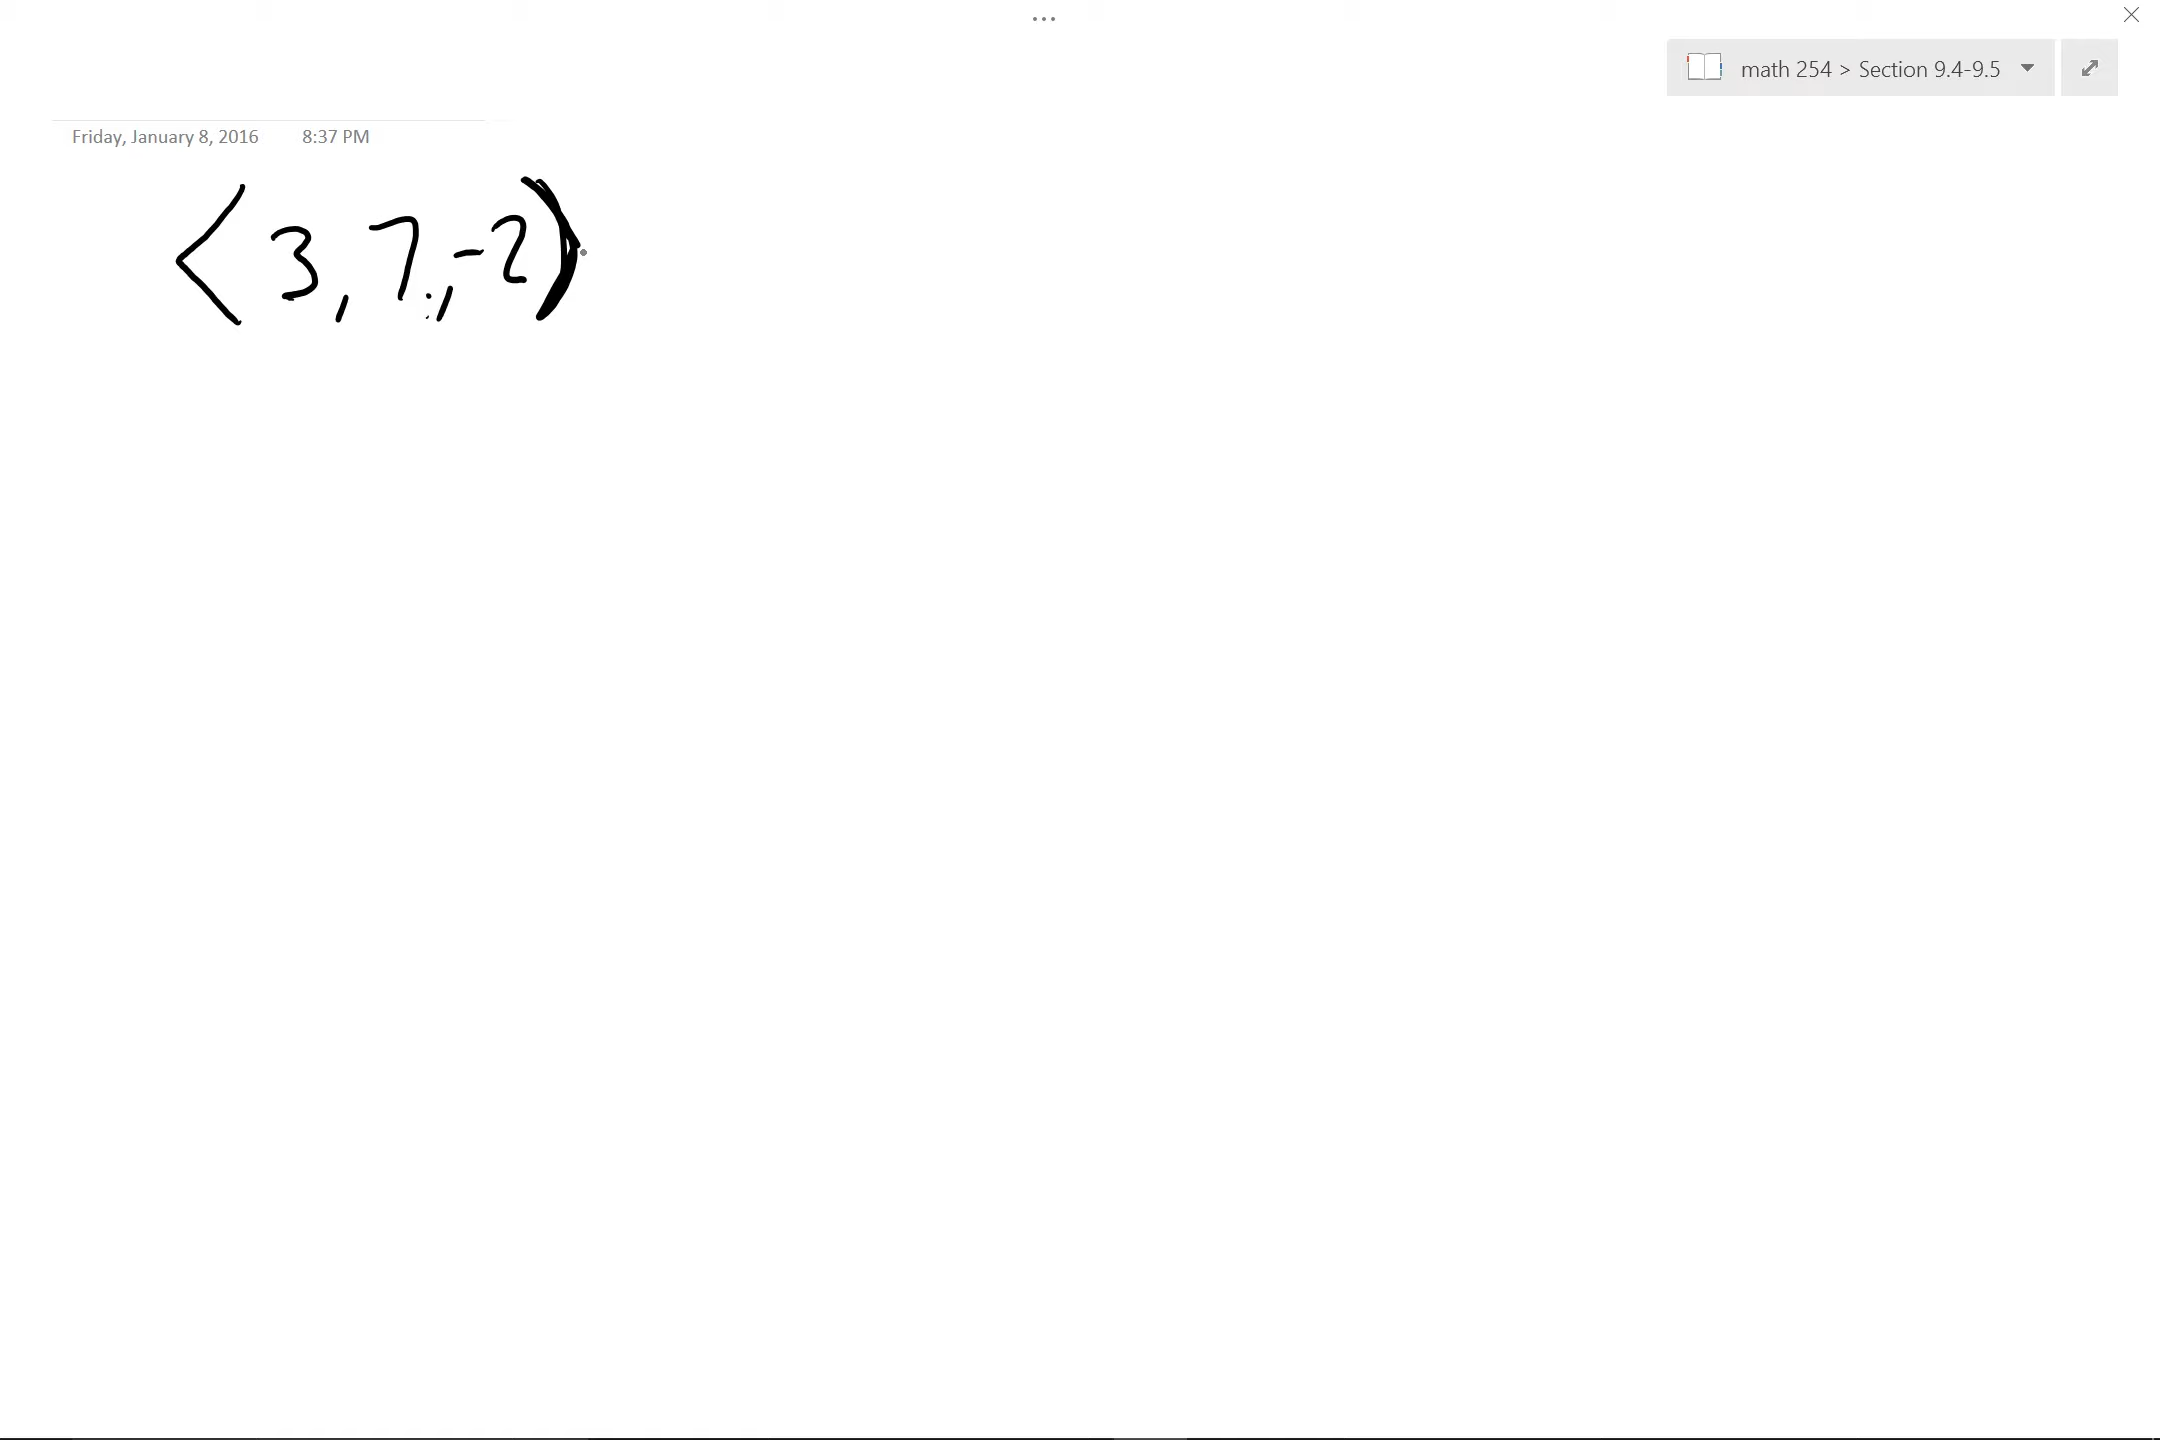 math 254 > Section 9.4-9.5
Friday, January 8, 2016 8:37 PM
<3, 7, -2)